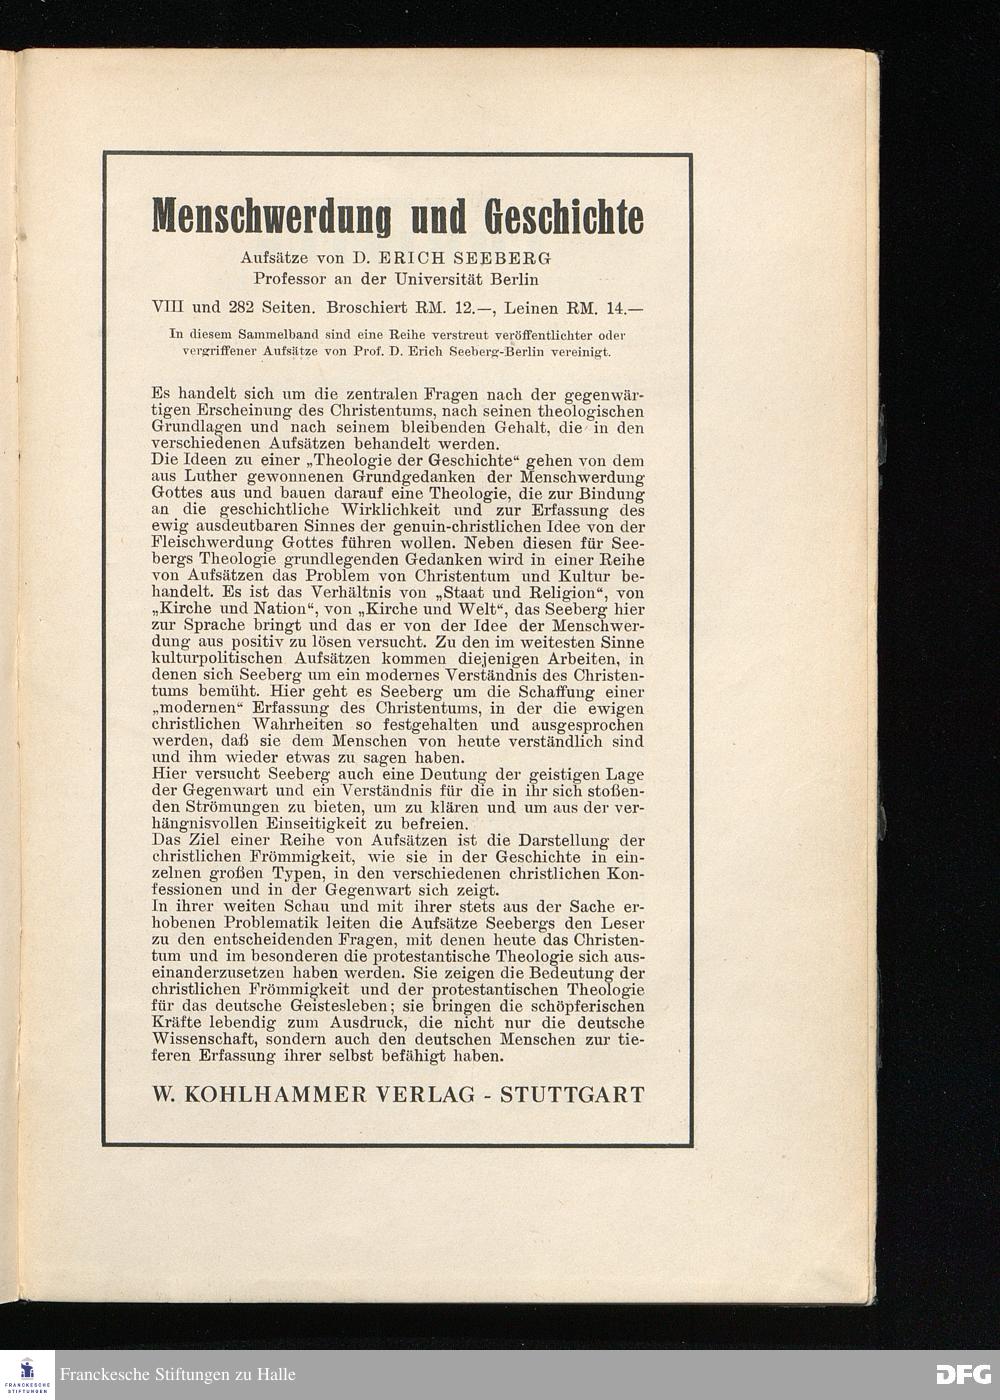 Menschwerdung und Geschichte
Aufsätze von D. ERICH SEEBERG
Professor an der Universität Berlin
VIII und 282 Seiten. Broschiert RM. 12.—, Leinen RM. 14.—
In diesem Sammelband sind eine Reihe verstreut veröffentlichter oder
vergriffener Aufsätze von Prof. D. Erich Seeberg-Berlin vereinigt.
Es handelt sich um die zentralen Fragen nach der gegenwär-
tigen Erscheinung des Christentums, nach seinen theologischen
Grundlagen und nach seinem bleibenden Gehalt, die in den
verschiedenen Aufsätzen behandelt werden.
Die Ideen zu einer „Theologie der Geschichte“ gehen von dem
aus Luther gewonnenen Grundgedanken der Menschwerdung
Gottes aus und bauen darauf eine Theologie, die zur Bindung
an die geschichtliche Wirklichkeit und zur Erfassung des
ewig ausdeutbaren Sinnes der genuin-christlichen Idee von der
Fleischwerdung Gottes führen wollen. Neben diesen für See-
bergs Theologie grundlegenden Gedanken wird in einer Reihe
von Aufsätzen das Problem von Christentum und Kultur be-
handelt. Es ist das Verhältnis von „Staat und Religion“, von
„Kirche und Nation“, von „Kirche und Welt“, das Seeberg hier
zur Sprache bringt und das er von der Idee der Menschwer-
dung aus positiv zu lösen versucht. Zu den im weitesten Sinne
kulturpolitischen Aufsätzen kommen diejenigen Arbeiten, in
denen sich Seeberg um ein modernes Verständnis des Christen-
tums bemüht. Hier geht es Seeberg um die Schaffung einer
„modernen“ Erfassung des Christentums, in der die ewigen
christlichen Wahrheiten so festgehalten und ausgesprochen
werden, daß sie dem Menschen von heute verständlich sind
und ihm wieder etwas zu sagen haben.
Hier versucht Seeberg auch eine Deutung der geistigen Lage
der Gegenwart und ein Verständnis für die in ihr sich stoßen-
den Strömungen zu bieten, um zu klären und um aus der ver-
hängnisvollen Einseitigkeit zu befreien.
Das Ziel einer Reihe von Aufsätzen ist die Darstellung der
christlichen Frömmigkeit, wie sie in der Geschichte in ein-
zelnen großen Typen, in den verschiedenen christlichen Kon-
fessionen und in der Gegenwart sich zeigt.
In ihrer weiten Schau und mit ihrer stets aus der Sache er-
hobenen Problematik leiten die Aufsätze Seebergs den Leser
zu den entscheidenden Fragen, mit denen heute das Christen-
tum und im besonderen die protestantische Theologie sich aus-
einanderzusetzen haben werden. Sie zeigen die Bedeutung der
christlichen Frömmigkeit und der protestantischen Theologie
für das deutsche Geistesleben; sie bringen die schöpferischen
Kräfte lebendig zum Ausdruck, die nicht nur die deutsche
Wissenschaft, sondern auch den deutschen Menschen zur tie-
feren Erfassung ihrer selbst befähigt haben.
W. KOHLHAMMER VERLAG - STUTTGART
FRANCKESCHE
STIFTUNGEN
Franckesche Stiftungen zu Halle
DFG